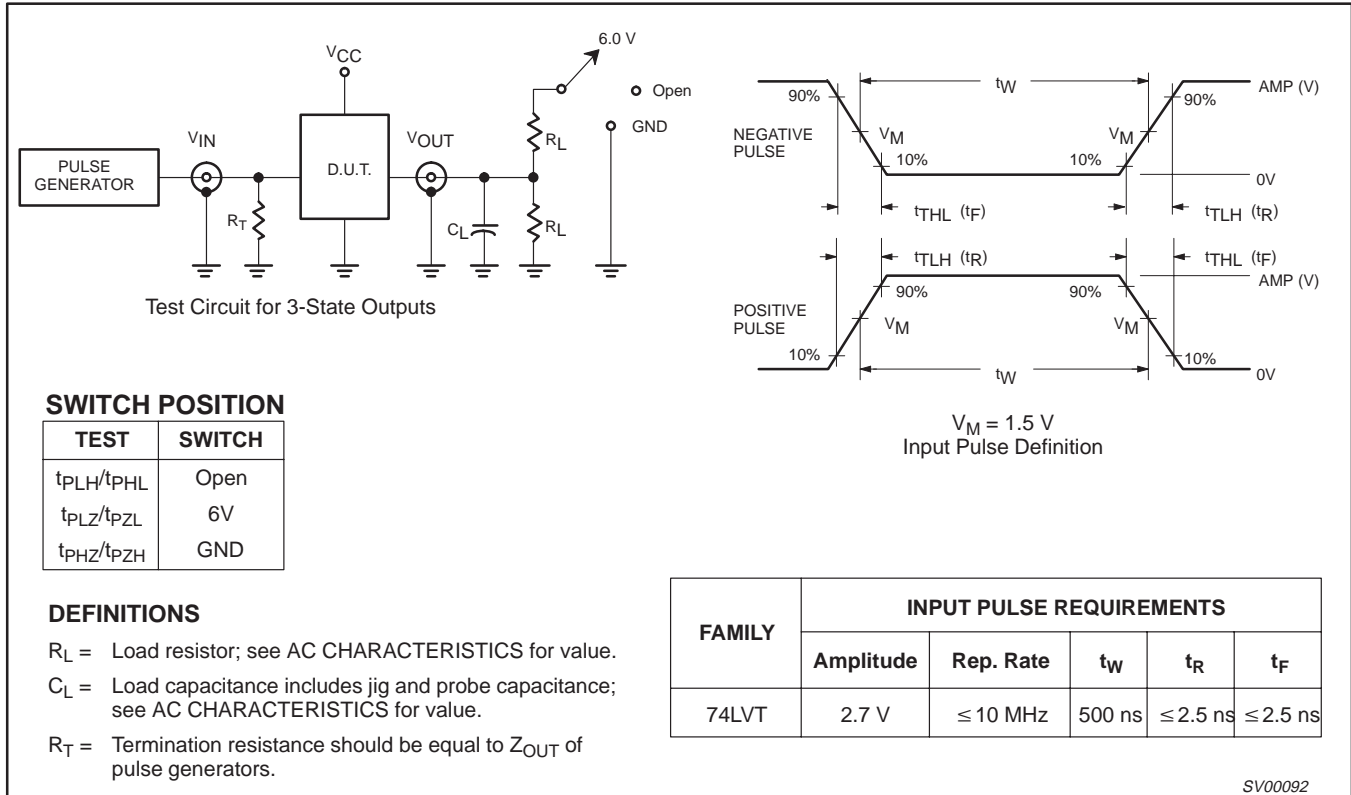 6.0 V
VCC
Open
GND
VIN
VOUT
RL
PULSE
GENERATOR
D.U.T.
RT
CL
RL
Test Circuit for 3-State Outputs
tW
AMP (V)
90%
90%
NEGATIVE
PULSE
VM
VM
10%
10%
0V
tTHL (tF)
tTLH (tR)
tTLH (tR)
tTHL (tF)
AMP (V)
90%
90%
POSITIVE
PULSE
VM
VM
10%
10%
tW
0V
VM = 1.5 V
Input Pulse Definition
SWITCH POSITION
TEST SWITCH
tPLH/tPHL Open
tPLZ/tPZL 6V
tPHZ/tPZH GND
DEFINITIONS
RL = Load resistor; see AC CHARACTERISTICS for value.
CL = Load capacitance includes jig and probe capacitance;
see AC CHARACTERISTICS for value.
RT = Termination resistance should be equal to ZOUT of
pulse generators.
FAMILY
INPUT PULSE REQUIREMENTS
Amplitude Rep. Rate tW tR tF
74LVT 2.7 V ≤ 10 MHz 500 ns ≤ 2.5 ns ≤ 2.5 ns
SV00092